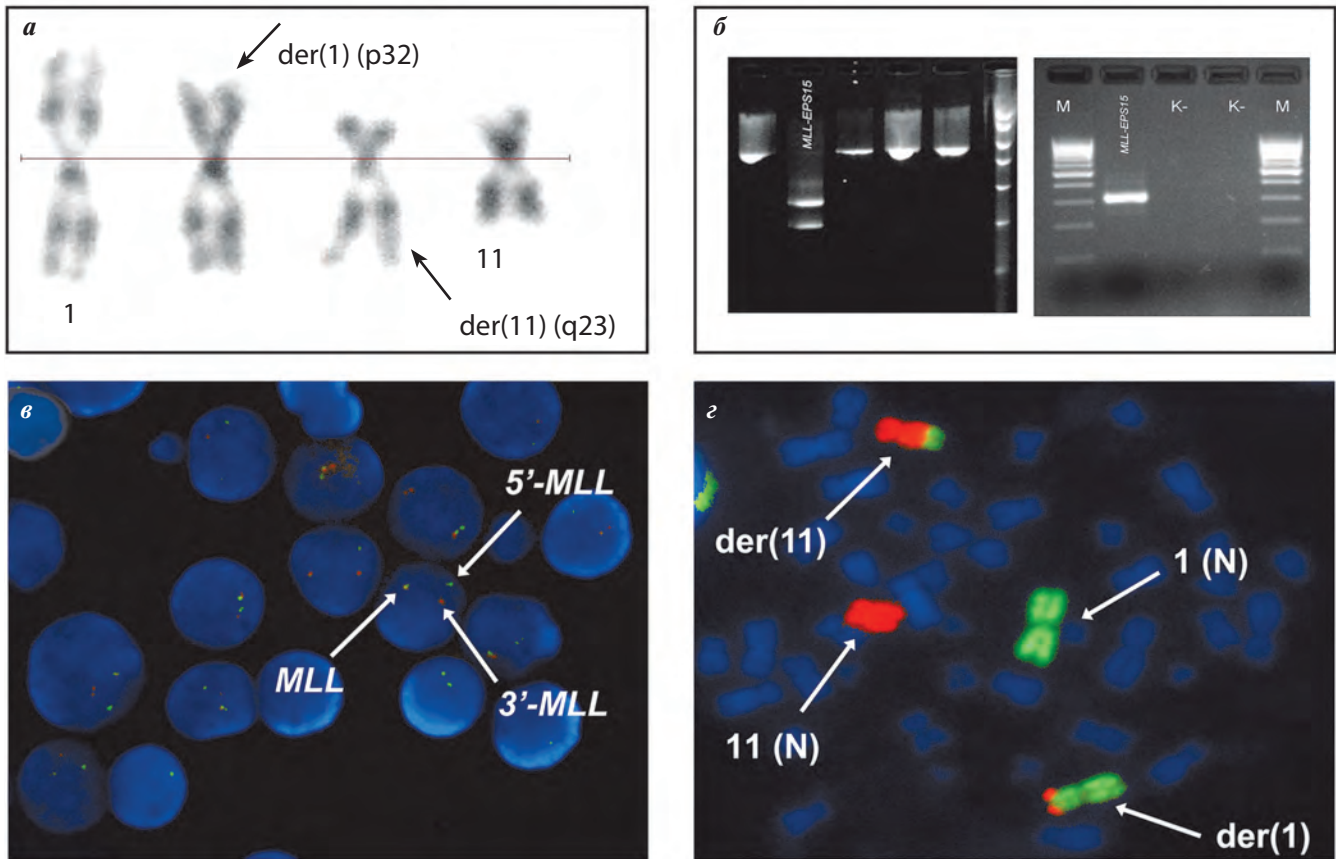 а
der(1) (p32)
1
11
der(11) (q23)
б
MLL-EPS15
M
MLL-EPS15
K-
K-
M
в
5’-MLL
MLL
3’-MLL
г
der(11)
1 (N)
11 (N)
der(1)